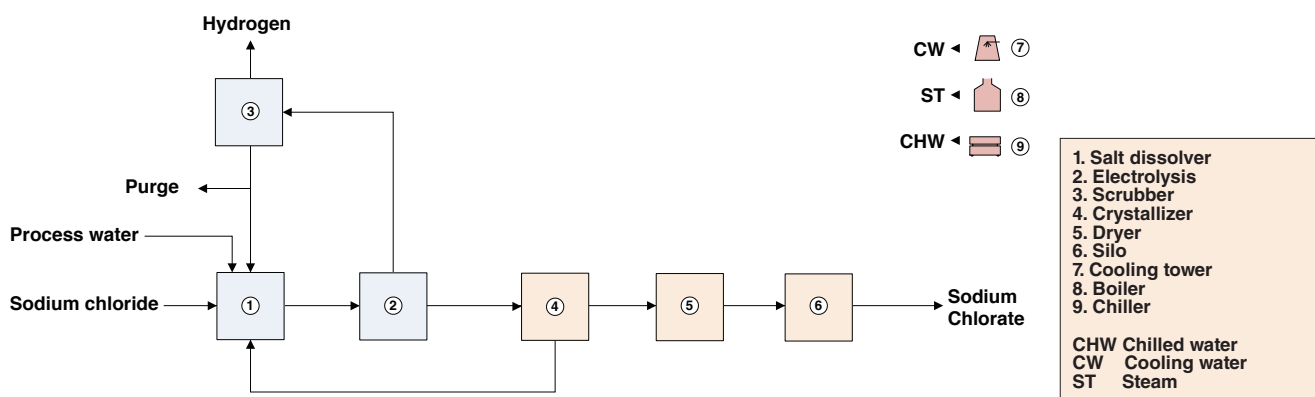 Hydrogen
③
Purge
Process water
Sodium chloride
①
②
④
⑤
⑥
Sodium
Chlorate
CW
⑦
ST
⑧
CHW
⑨
1. Salt dissolver
2. Electrolysis
3. Scrubber
4. Crystallizer
5. Dryer
6. Silo
7. Cooling tower
8. Boiler
9. Chiller
CHW Chilled water
CW Cooling water
ST Steam